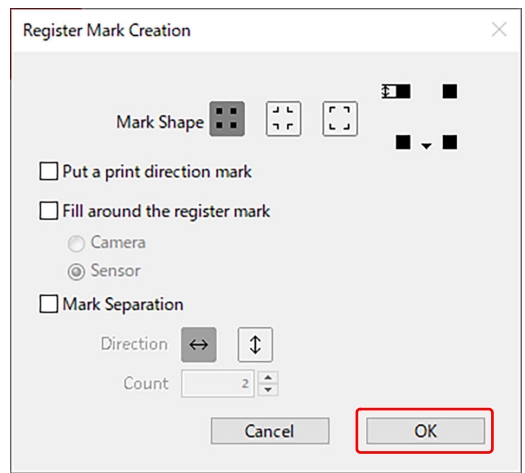 Register Mark Creation
Mark Shape
Put a print direction mark
Fill around the register mark
Camera
Sensor
Mark Separation
Direction
Count 2
Cancel OK